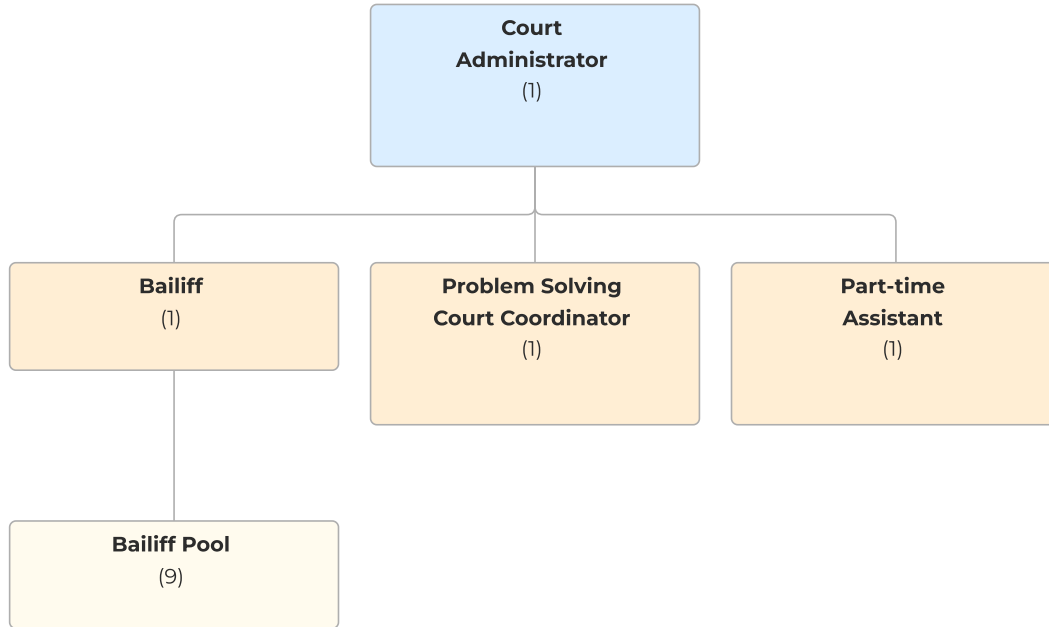 Court
Administrator
(1)
Bailiff
(1)
Problem Solving
Court Coordinator
(1)
Part-time
Assistant
(1)
Bailiff Pool
(9)